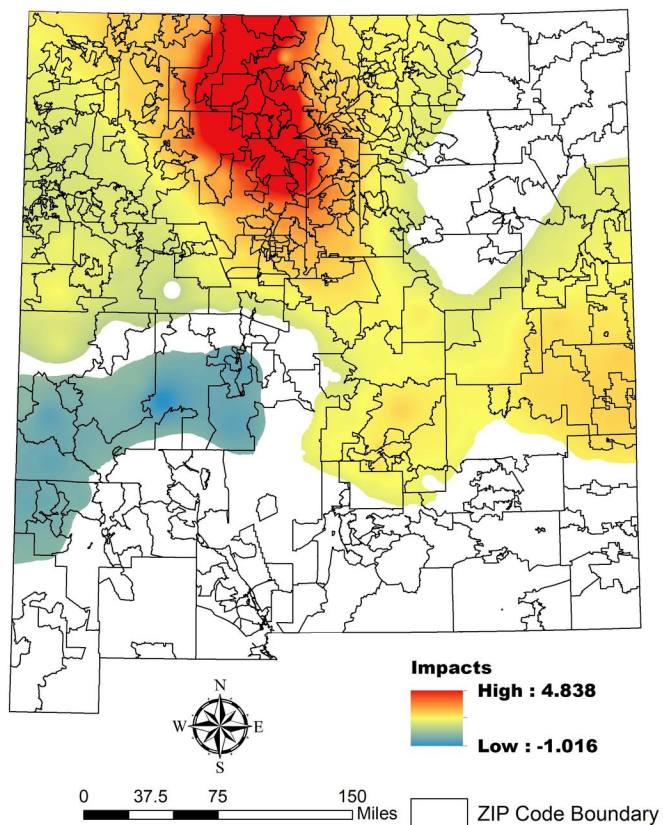 Impacts
High : 4.838
Low : -1.016
N
W E
S
0 37.5 75 150
Miles
ZIP Code Boundary